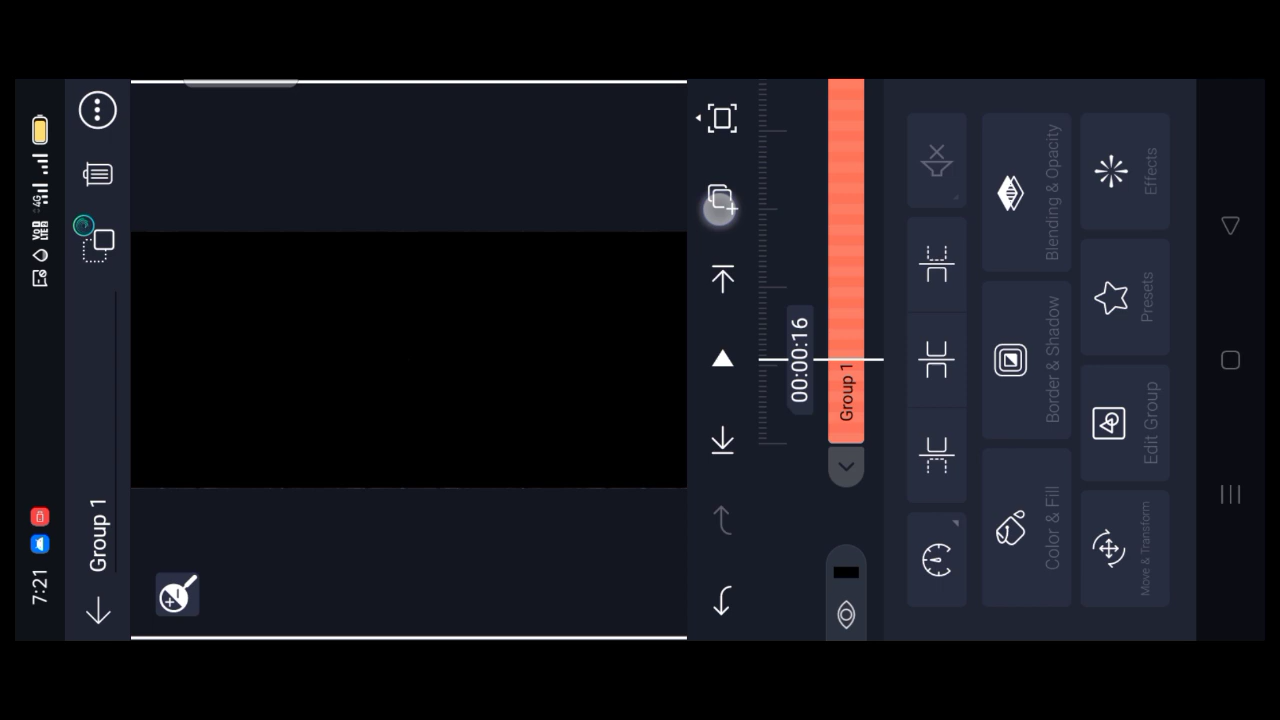 7:21
4G
Group 1
00:00:16
Group 1
Color & Fill
Border & Shadow
Blending & Opacity
Move & Transform
Edit Group
Presets
Effects